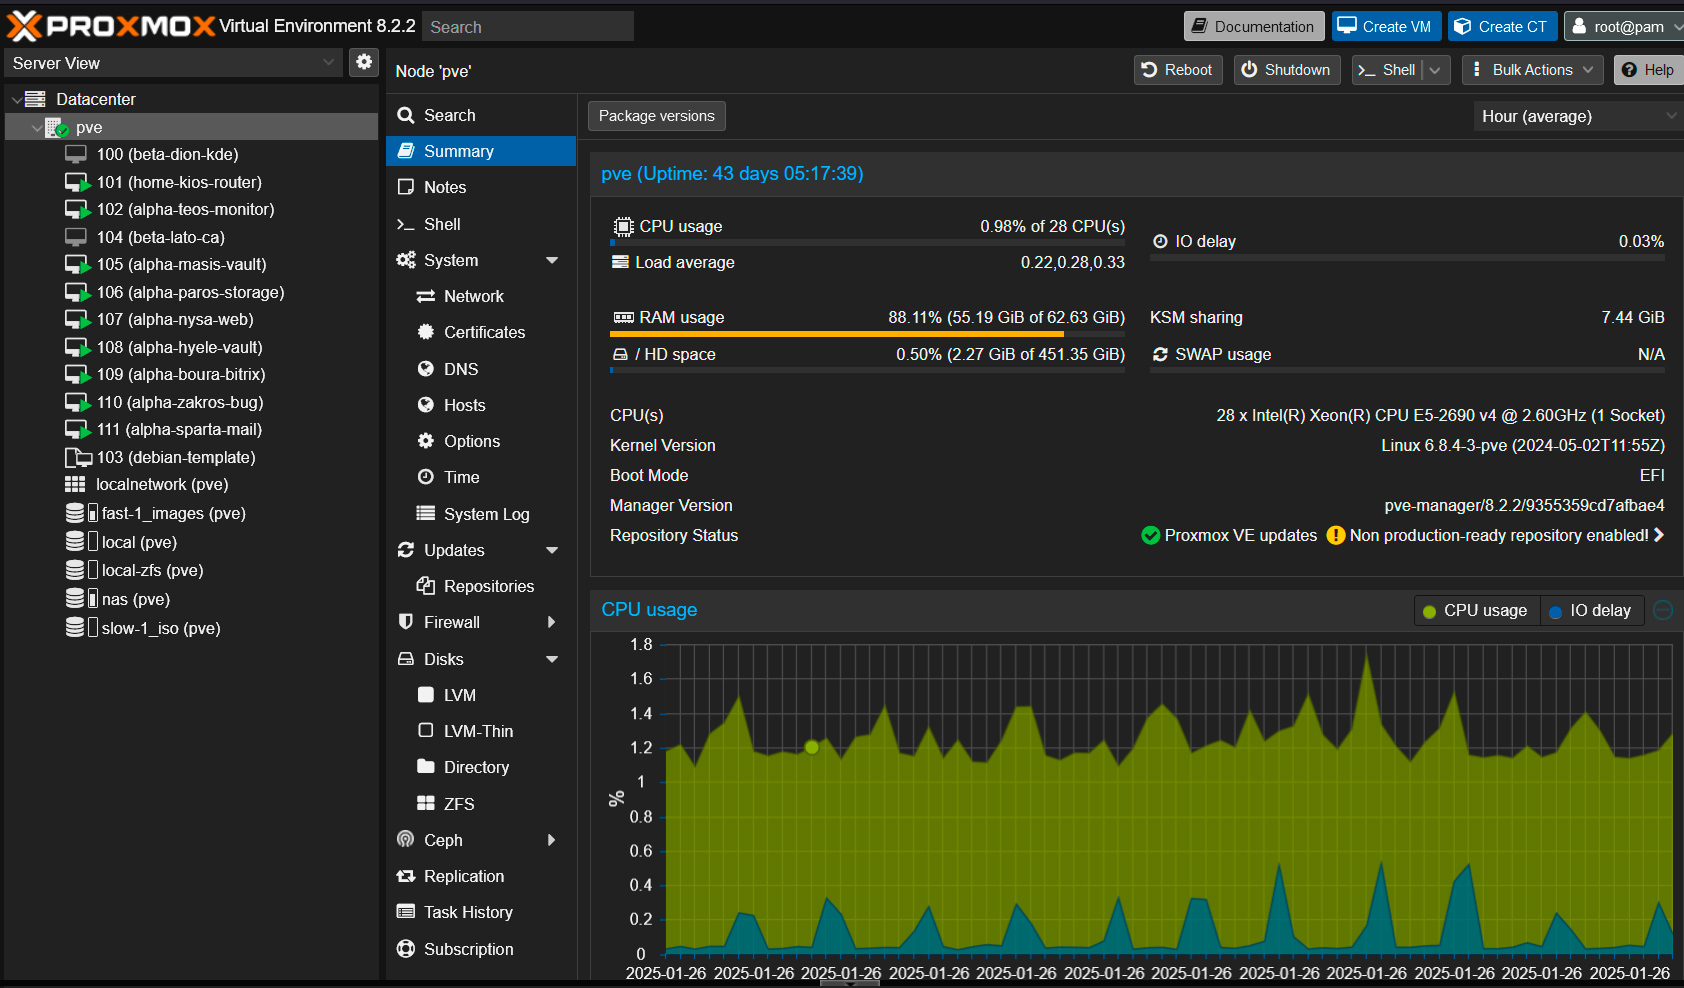 PROXMOX Virtual Environment 8.2.2 Search Documentation Create VM Create CT root@pam
Server View
Datacenter
pve
100 (beta-dion-kde)
101 (home-kios-router)
102 (alpha-teos-monitor)
104 (beta-lato-ca)
105 (alpha-masis-vault)
106 (alpha-paros-storage)
107 (alpha-nysa-web)
108 (alpha-hyele-vault)
109 (alpha-boura-bitrix)
110 (alpha-zakros-bug)
111 (alpha-sparta-mail)
103 (debian-template)
localnetwork (pve)
fast-1_images (pve)
local (pve)
local-zfs (pve)
nas (pve)
slow-1_iso (pve)
Node 'pve' Reboot Shutdown Shell Bulk Actions Help
Search
Summary
Notes
Shell
System
Network
Certificates
DNS
Hosts
Options
Time
System Log
Updates
Repositories
Firewall
Disks
LVM
LVM-Thin
Directory
ZFS
Ceph
Replication
Task History
Subscription
Package versions Hour (average)
pve (Uptime: 43 days 05:17:39)
CPU usage 0.98% of 28 CPU(s)
IO delay 0.03%
Load average 0.22,0.28,0.33
RAM usage 88.11% (55.19 GiB of 62.63 GiB) KSM sharing 7.44 GiB
/ HD space 0.50% (2.27 GiB of 451.35 GiB) SWAP usage N/A
CPU(s) 28 x Intel(R) Xeon(R) CPU E5-2690 v4 @ 2.60GHz (1 Socket)
Kernel Version Linux 6.8.4-3-pve (2024-05-02T11:55Z)
Boot Mode EFI
Manager Version pve-manager/8.2.2/9355359cd7afbae4
Repository Status Proxmox VE updates Non production-ready repository enabled!
CPU usage CPU usage IO delay
1.8
1.6
1.4
1.2
1
%
0.8
0.6
0.4
0.2
0
2025-01-26 2025-01-26 2025-01-26 2025-01-26 2025-01-26 2025-01-26 2025-01-26 2025-01-26 2025-01-26 2025-01-26 2025-01-26 2025-01-26